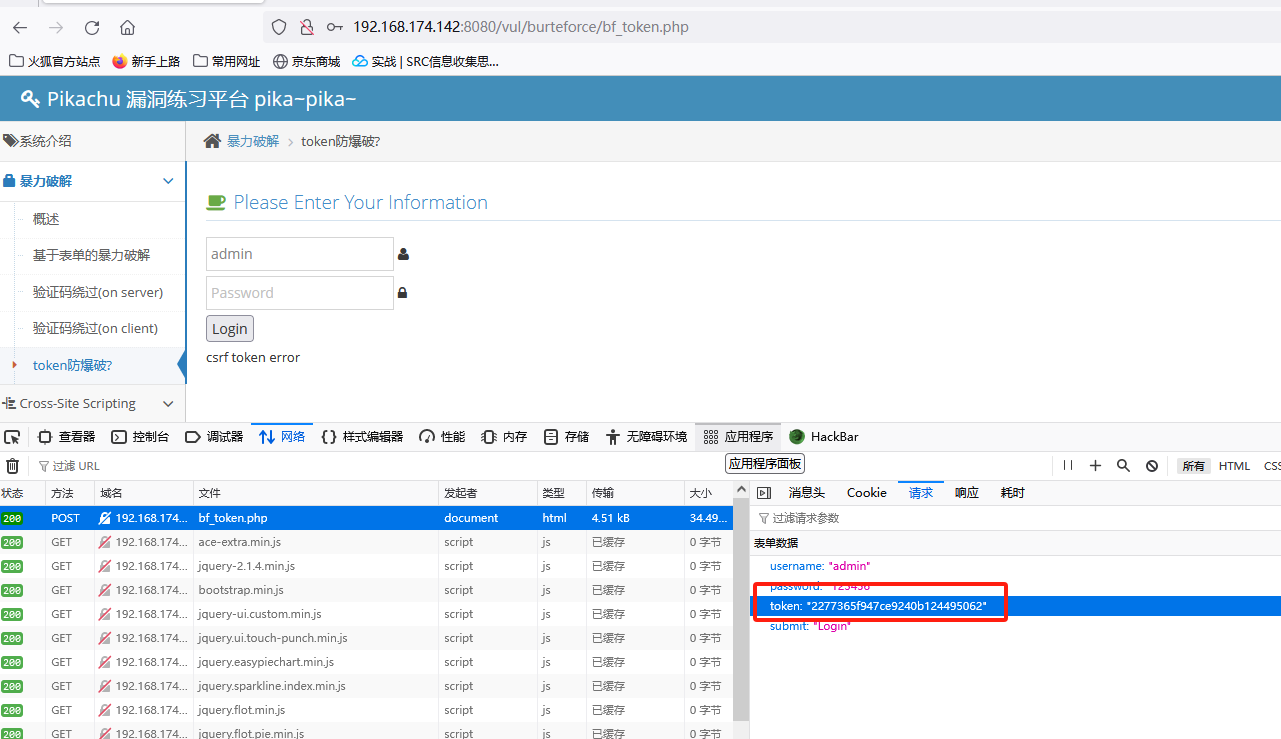 192.168.174.142:8080/vul/burteforce/bf_token.php
火狐官方站点 新手上路 常用网址 京东商城 实战 | SRC信息收集思...
Pikachu 漏洞练习平台 pika~pika~
系统介绍
暴力破解 > token防爆破?
暴力破解
概述
基于表单的暴力破解
验证码绕过(on server)
验证码绕过(on client)
token防爆破?
Cross-Site Scripting
Please Enter Your Information
admin
Password
Login
csrf token error
查看器 控制台 调试器 网络 {} 样式编辑器 性能 内存 存储 无障碍环境 应用程序 HackBar
过滤 URL
应用程序面板
所有 HTML CSS
状态 方法 域名 文件 发起者 类型 传输 大小
200 POST 192.168.174... bf_token.php document html 4.51 kB 34.49...
200 GET 192.168.174... ace-extra.min.js script js 已缓存 0 字节
200 GET 192.168.174... jquery-2.1.4.min.js script js 已缓存 0 字节
200 GET 192.168.174... bootstrap.min.js script js 已缓存 0 字节
200 GET 192.168.174... jquery-ui.custom.min.js script js 已缓存 0 字节
200 GET 192.168.174... jquery.ui.touch-punch.min.js script js 已缓存 0 字节
200 GET 192.168.174... jquery.easypiechart.min.js script js 已缓存 0 字节
200 GET 192.168.174... jquery.sparkline.index.min.js script js 已缓存 0 字节
200 GET 192.168.174... jquery.flot.min.js script js 已缓存 0 字节
200 GET 192.168.174... jquery.flot.pie.min.js script js 已缓存 0 字节
消息头 Cookie 请求 响应 耗时
过滤请求参数
表单数据
username: "admin"
password: "123456"
token: "2277365f947ce9240b124495062"
submit: "Login"